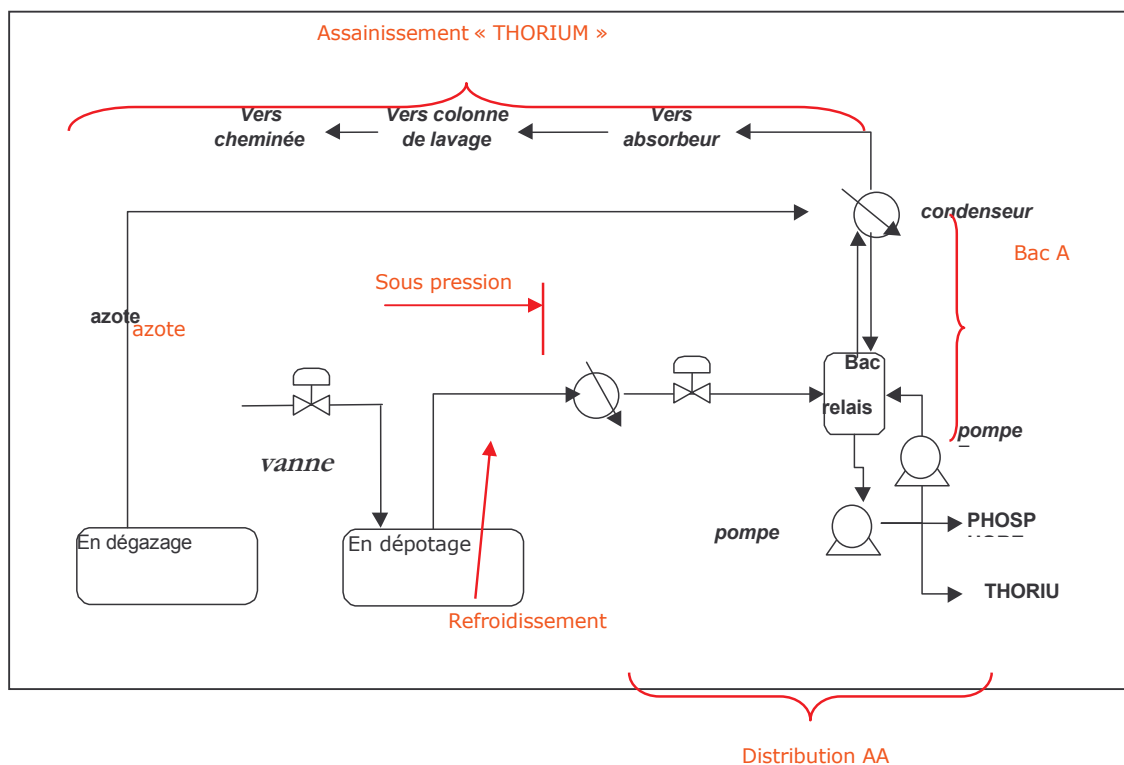 Assainissement « THORIUM »
Vers
cheminée
Vers colonne
de lavage
Vers
absorbeur
condenseur
Bac A
Sous pression
azote
azote
Bac
relais
vanne
pompe
En dégazage
En dépotage
pompe
PHOSP
THORIU
Refroidissement
Distribution AA